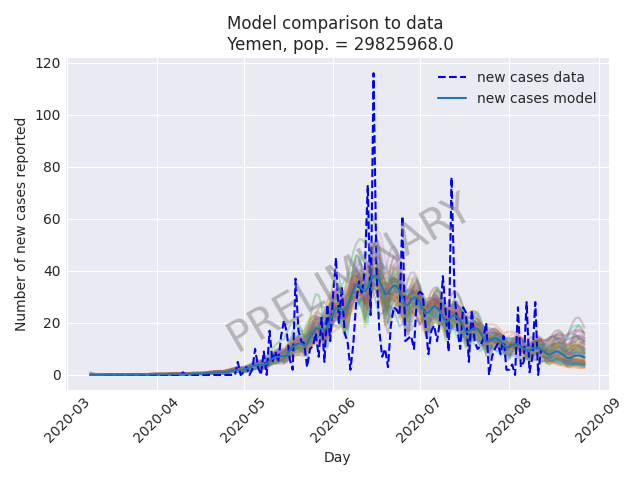 Model comparison to data
Yemen, pop. = 29825968.0
new cases data
new cases model
PRELIMINARY
Number of new cases reported
120
100
80
60
40
20
0
2020-03
2020-04
2020-05
2020-06
2020-07
2020-08
2020-09
Day